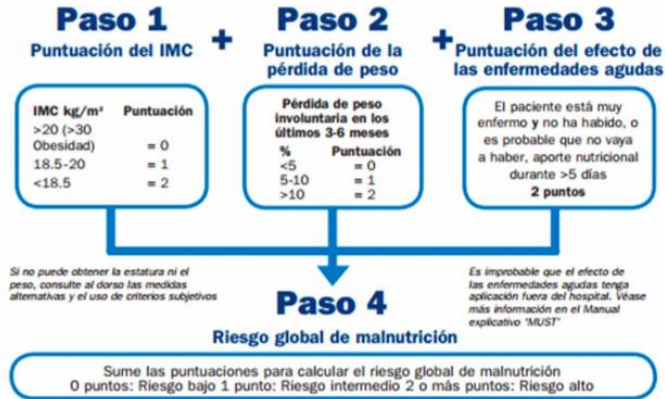 Paso 1
Puntuación del IMC
+
Paso 2
Puntuación de la
pérdida de peso
+
Paso 3
Puntuación del efecto de
las enfermedades agudas
IMC kg/m² Puntuación
>20 (>30
Obesidad) = 0
18.5-20 = 1
<18.5 = 2
Pérdida de peso
involuntaria en los
últimos 3-6 meses
% Puntuación
<5 = 0
5-10 = 1
>10 = 2
El paciente está muy
enfermo y no ha habido, o
es probable que no vaya
a haber, aporte nutricional
durante >5 días
2 puntos
Si no puede obtener la estatura ni el
peso, consulte al dorso las medidas
alternativas y el uso de criterios subjetivos
Es improbable que el efecto de
las enfermedades agudas tenga
aplicación fuera del hospital. Véase
más información en el Manual
explicativo 'MUST'
Paso 4
Riesgo global de malnutrición
Sume las puntuaciones para calcular el riesgo global de malnutrición
0 puntos: Riesgo bajo 1 punto: Riesgo intermedio 2 o más puntos: Riesgo alto